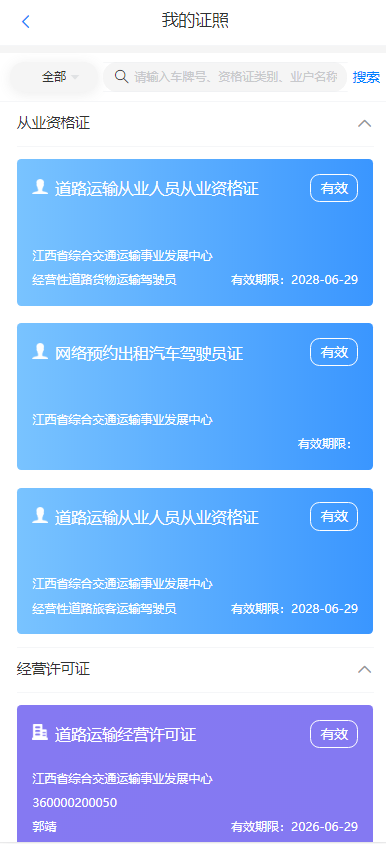 我的证照
全部 请输入车牌号、资格证类别、业户名称 搜索
从业资格证
道路运输从业人员从业资格证 有效
江西省综合交通运输事业发展中心
经营性道路货物运输驾驶员 有效期限：2028-06-29
网络预约出租汽车驾驶员证 有效
江西省综合交通运输事业发展中心
有效期限：
道路运输从业人员从业资格证 有效
江西省综合交通运输事业发展中心
经营性道路旅客运输驾驶员 有效期限：2028-06-29
经营许可证
道路运输经营许可证 有效
江西省综合交通运输事业发展中心
360000200050
郭靖 有效期限：2026-06-29